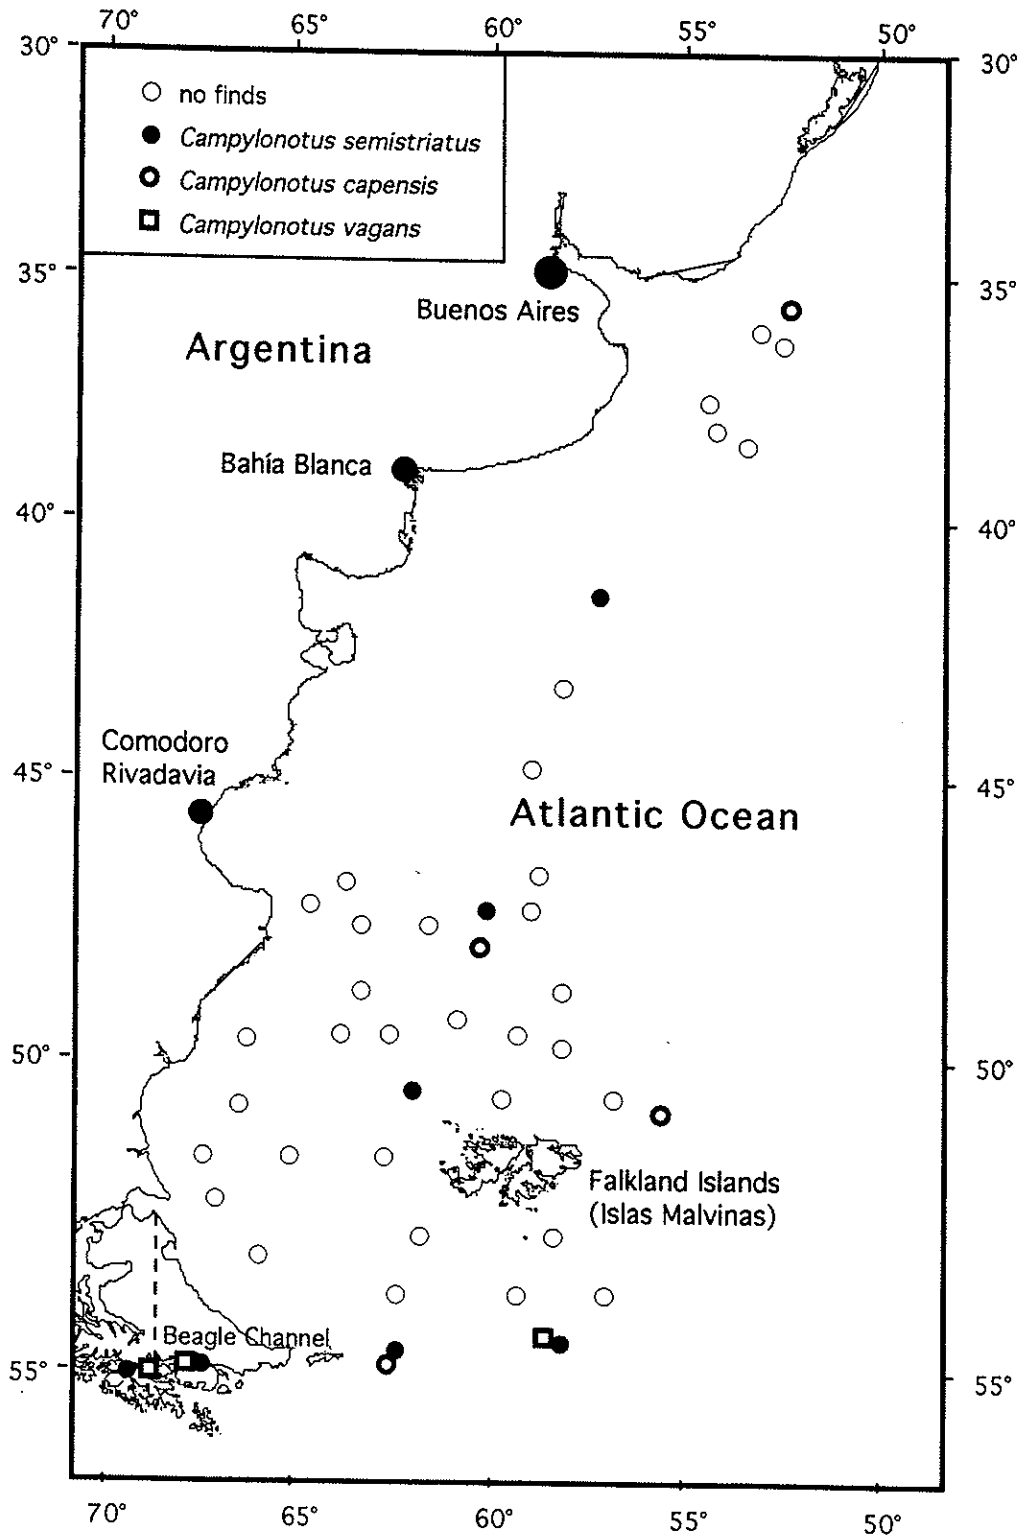 70° 65° 60° 55° 50°
30° 30°
no finds
Campylonotus semistriatus
Campylonotus capensis
Campylonotus vagans
35° 35°
Buenos Aires
Argentina
Bahía Blanca
40° 40°
Comodoro
Rivadavia
45° 45°
Atlantic Ocean
50° 50°
Falkland Islands
(Islas Malvinas)
Beagle Channel
55° 55°
70° 65° 60° 55° 50°